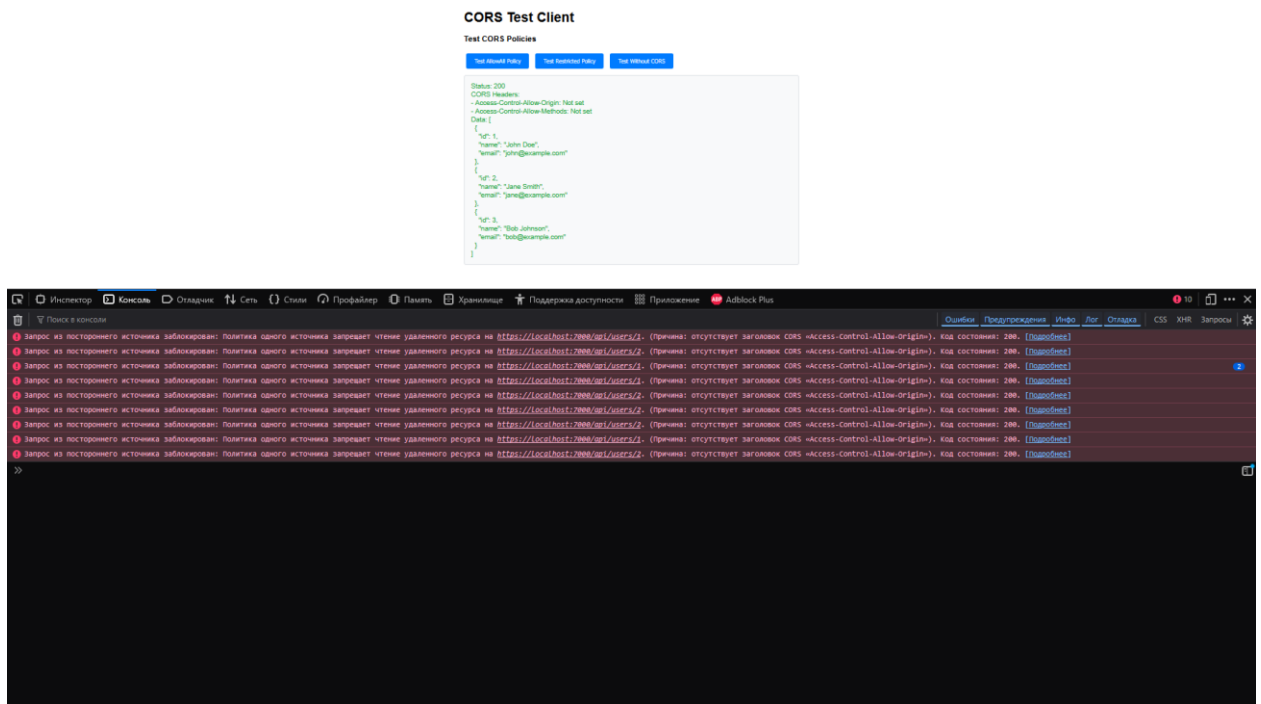 CORS Test Client
Test CORS Policies
Test AllowAll Policy Test Restricted Policy Test Without CORS
Status: 200
CORS Headers:
- Access-Control-Allow-Origin: Not set
- Access-Control-Allow-Methods: Not set
Data: [
{
"id": 1,
"name": "John Doe",
"email": "john@example.com"
},
{
"id": 2,
"name": "Jane Smith",
"email": "jane@example.com"
},
{
"id": 3,
"name": "Bob Johnson",
"email": "bob@example.com"
}
]
Инспектор Консоль Отладчик Сеть {} Стили Профайлер Память Хранилище Поддержка доступности Приложение ABP Adblock Plus 10
Поиск в консоли Ошибки Предупреждения Инфо Лог Отладка CSS XHR Запросы
Запрос из постороннего источника заблокирован: Политика одного источника запрещает чтение удаленного ресурса на https://localhost:7000/api/users/1. (Причина: отсутствует заголовок CORS «Access-Control-Allow-Origin»). Код состояния: 200. [Подробнее]
Запрос из постороннего источника заблокирован: Политика одного источника запрещает чтение удаленного ресурса на https://localhost:7000/api/users/2. (Причина: отсутствует заголовок CORS «Access-Control-Allow-Origin»). Код состояния: 200. [Подробнее]
Запрос из постороннего источника заблокирован: Политика одного источника запрещает чтение удаленного ресурса на https://localhost:7000/api/users/1. (Причина: отсутствует заголовок CORS «Access-Control-Allow-Origin»). Код состояния: 200. [Подробнее] 2
Запрос из постороннего источника заблокирован: Политика одного источника запрещает чтение удаленного ресурса на https://localhost:7000/api/users/1. (Причина: отсутствует заголовок CORS «Access-Control-Allow-Origin»). Код состояния: 200. [Подробнее]
Запрос из постороннего источника заблокирован: Политика одного источника запрещает чтение удаленного ресурса на https://localhost:7000/api/users/2. (Причина: отсутствует заголовок CORS «Access-Control-Allow-Origin»). Код состояния: 200. [Подробнее]
Запрос из постороннего источника заблокирован: Политика одного источника запрещает чтение удаленного ресурса на https://localhost:7000/api/users/2. (Причина: отсутствует заголовок CORS «Access-Control-Allow-Origin»). Код состояния: 200. [Подробнее]
Запрос из постороннего источника заблокирован: Политика одного источника запрещает чтение удаленного ресурса на https://localhost:7000/api/users/1. (Причина: отсутствует заголовок CORS «Access-Control-Allow-Origin»). Код состояния: 200. [Подробнее]
Запрос из постороннего источника заблокирован: Политика одного источника запрещает чтение удаленного ресурса на https://localhost:7000/api/users/1. (Причина: отсутствует заголовок CORS «Access-Control-Allow-Origin»). Код состояния: 200. [Подробнее]
Запрос из постороннего источника заблокирован: Политика одного источника запрещает чтение удаленного ресурса на https://localhost:7000/api/users/2. (Причина: отсутствует заголовок CORS «Access-Control-Allow-Origin»). Код состояния: 200. [Подробнее]